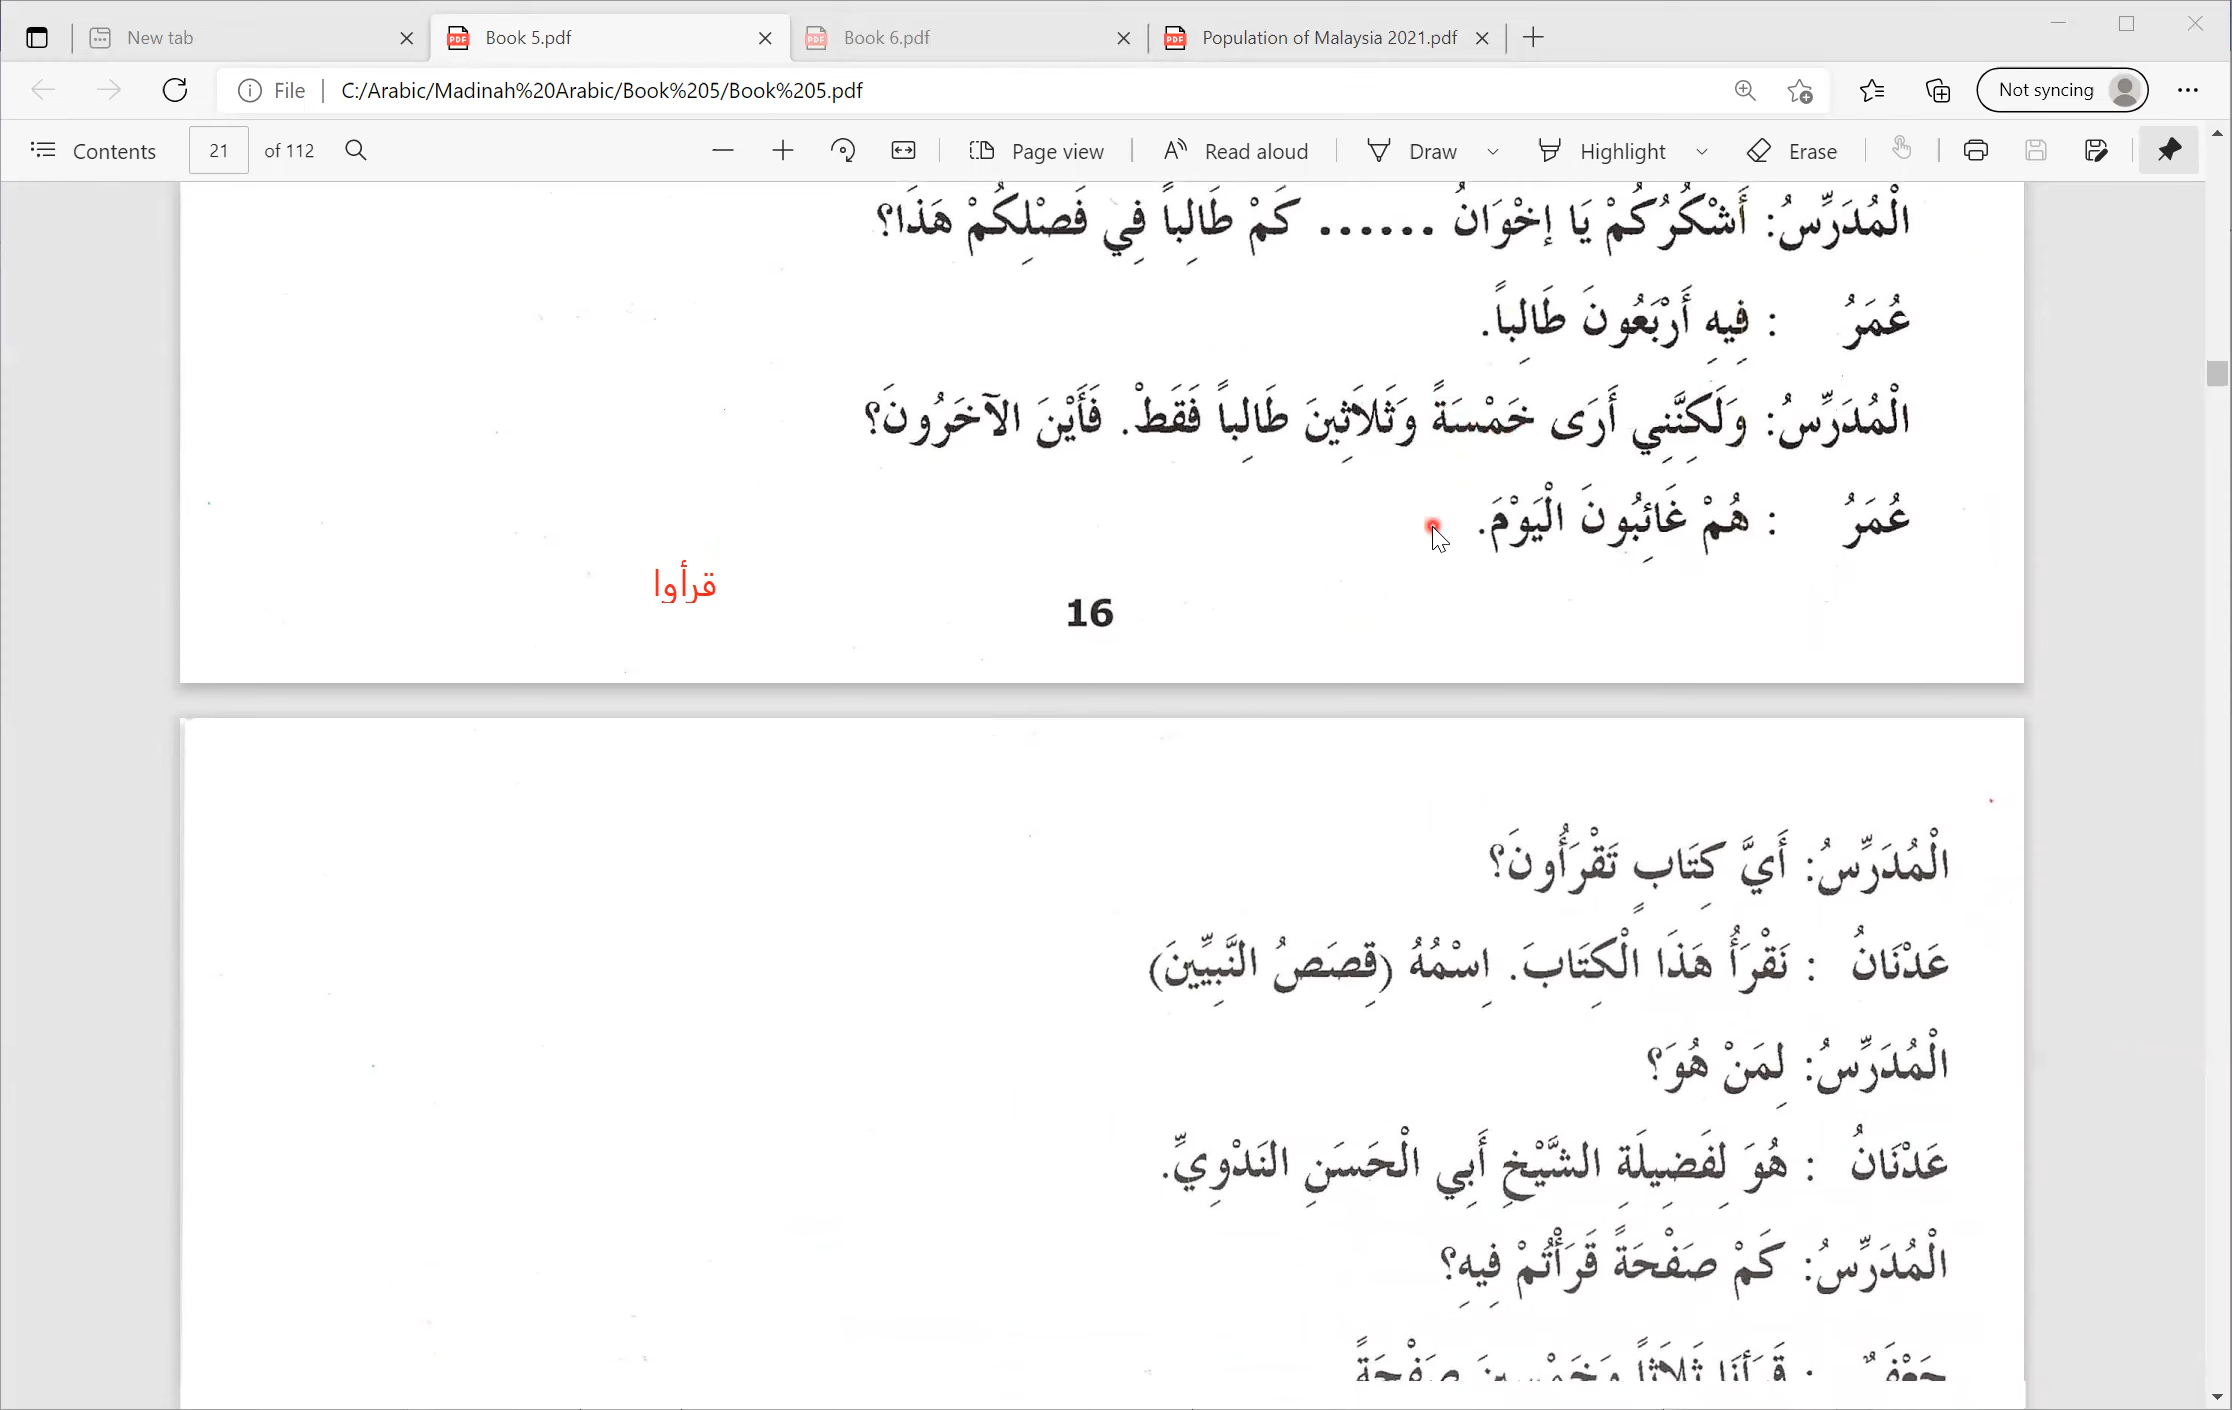 New tab
Book 5.pdf
Book 6.pdf
Population of Malaysia 2021.pdf
File
C:/Arabic/Madinah%20Arabic/Book%205/Book%205.pdf
Not syncing
Contents
21
of 112
Page view
Read aloud
Draw
Highlight
Erase
الْمُدَرِّسُ: أَشْكُرُكُمْ يَا إِخْوَانُ ...... كَمْ طَالِباً فِي فَصْلِكُمْ هَذَا؟
عُمَرُ : فِيهِ أَرْبَعُونَ طَالِباً.
الْمُدَرِّسُ: وَلَكِنَّنِي أَرَى خَمْسَةً وَثَلَاثِينَ طَالِباً فَقَطْ. فَأَيْنَ الآخَرُونَ؟
عُمَرُ : هُمْ غَائِبُونَ الْيَوْمَ.
قرأوا
16
الْمُدَرِّسُ: أَيَّ كِتَابٍ تَقْرَأُونَ؟
عَدْنَانُ : نَقْرَأُ هَذَا الْكِتَابَ. اِسْمُهُ (قِصَصُ النَّبِيِّينَ)
الْمُدَرِّسُ: لِمَنْ هُوَ؟
عَدْنَانُ : هُوَ لِفَضِيلَةِ الشَّيْخِ أَبِي الْحَسَنِ النَدْوِيِّ.
الْمُدَرِّسُ: كَمْ صَفْحَةً قَرَأْتُمْ فِيهِ؟
جَعْفَرٌ : قَرَأْنَا ثَلَاثاً وَخَمْسِينَ صَفْحَةً